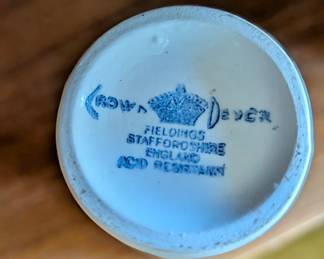 CROWN DEVON
FIELDINGS
STAFFORDSHIRE
ENGLAND
ACID RESISTANT